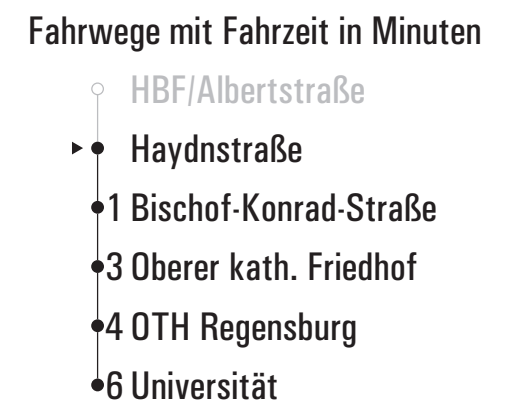 Fahrwege mit Fahrzeit in Minuten
HBF/Albertstraße
Haydnstraße
1 Bischof-Konrad-Straße
3 Oberer kath. Friedhof
4 OTH Regensburg
6 Universität